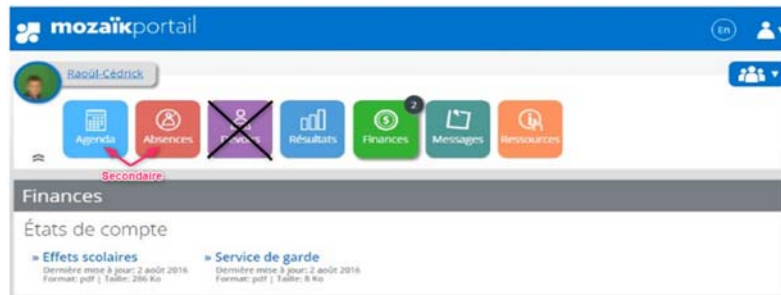 mozaïkportail
En
Raoül-Cédrick
2
Agenda Absences Devoirs Résultats Finances Messages Ressources
Secondaire
Finances
États de compte
» Effets scolaires » Service de garde
Dernière mise à jour: 2 août 2016 Dernière mise à jour: 2 août 2016
Format: pdf | Taille: 286 Ko Format: pdf | Taille: 8 Ko